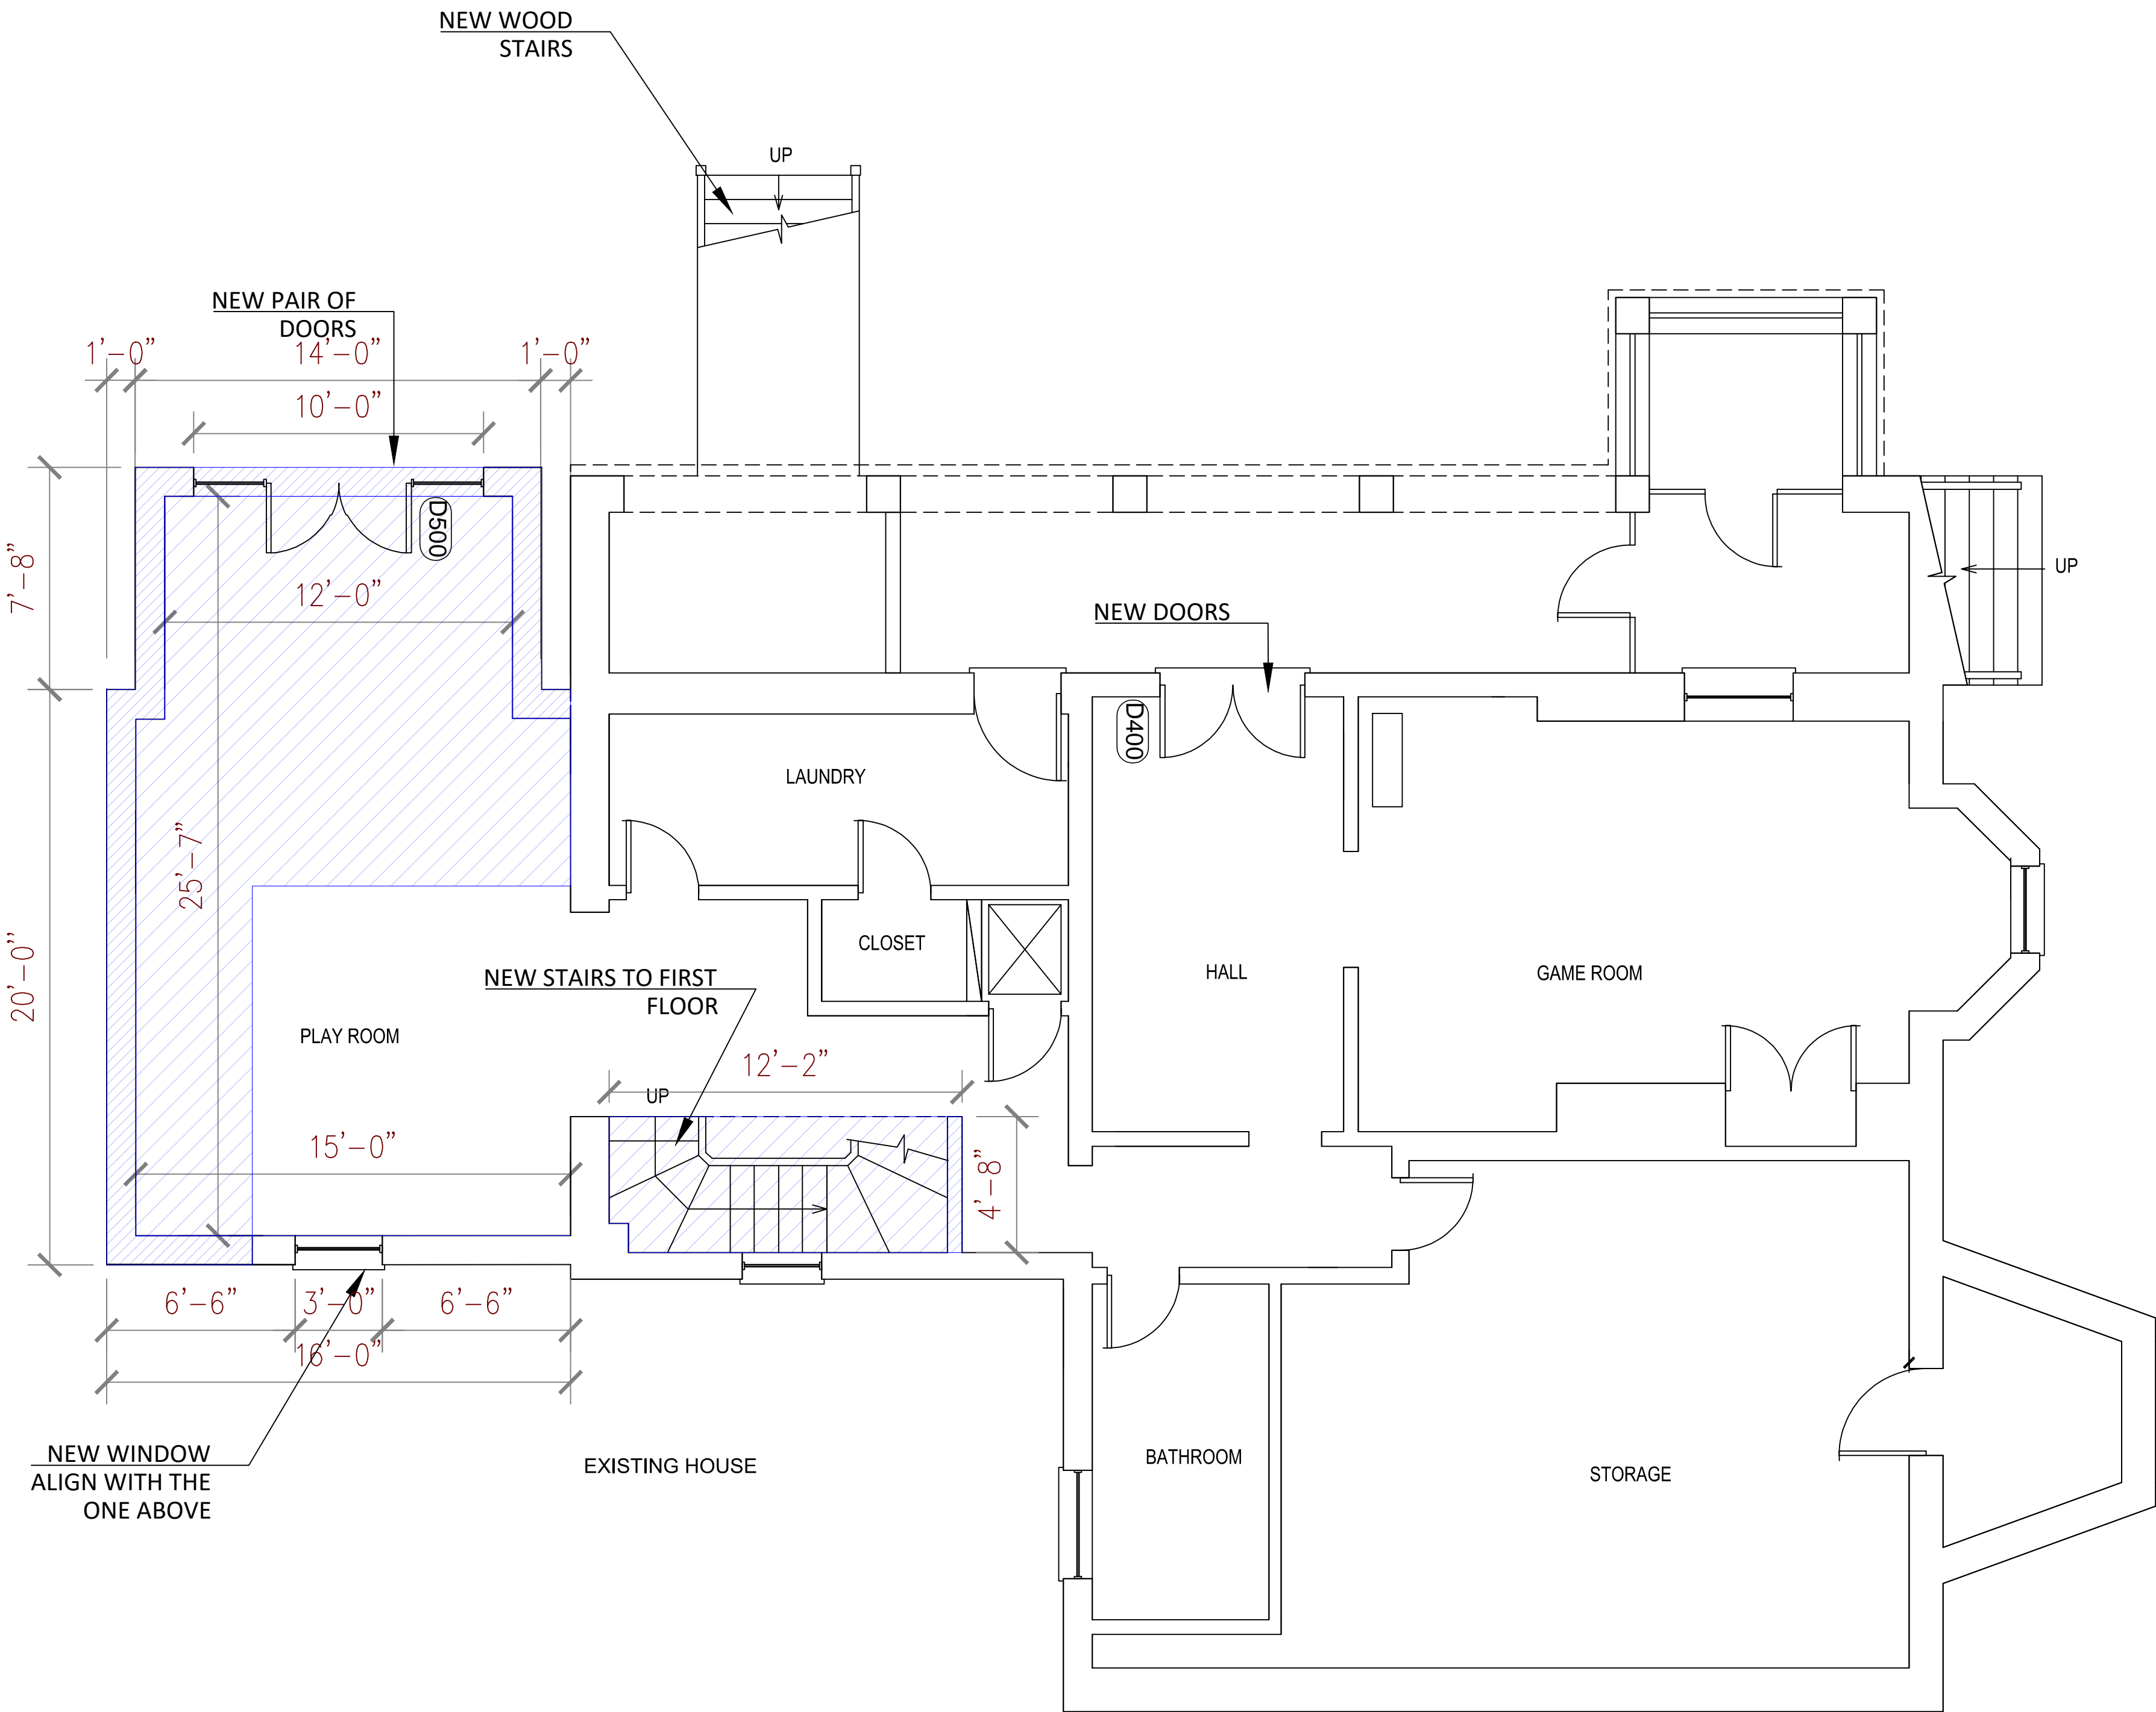 NEW WOOD
STAIRS
UP
NEW PAIR OF
DOORS
1'-0"
14'-0"
1'-0"
10'-0"
D500
7'-8"
12'-0"
UP
NEW DOORS
D400
LAUNDRY
25'-7"
CLOSET
20'-0"
NEW STAIRS TO FIRST
FLOOR
HALL
GAME ROOM
PLAY ROOM
12'-2"
UP
15'-0"
4'-8"
6'-6"
3'-0"
6'-6"
16'-0"
NEW WINDOW
ALIGN WITH THE
ONE ABOVE
EXISTING HOUSE
BATHROOM
STORAGE